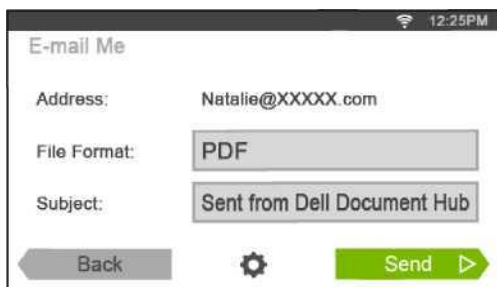 12:25PM
E-mail Me
Address: Natalie@XXXXX.com
File Format: PDF
Subject: Sent from Dell Document Hub
Back Send